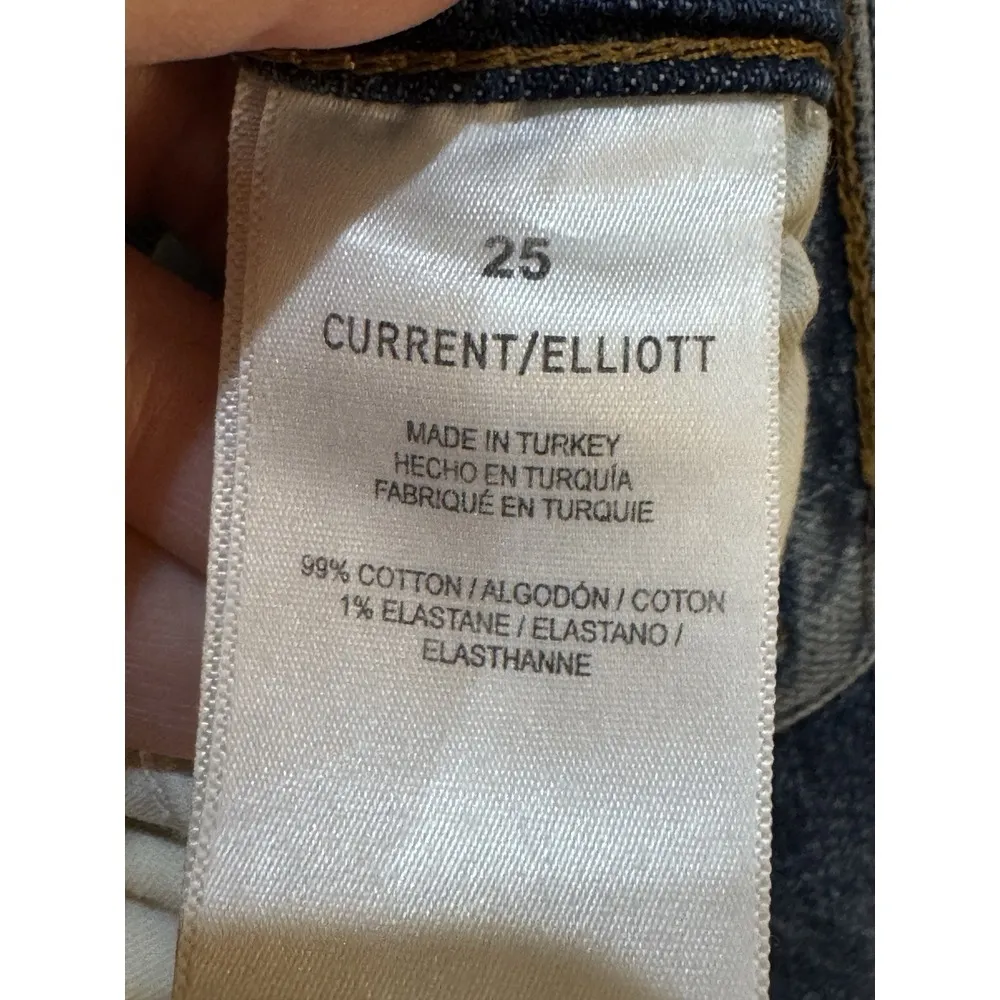 25
CURRENT/ELLIOTT
MADE IN TURKEY
HECHO EN TURQUÍA
FABRIQUÉ EN TURQUIE
99% COTTON / ALGODÓN / COTON
1% ELASTANE / ELASTANO /
ELASTHANNE